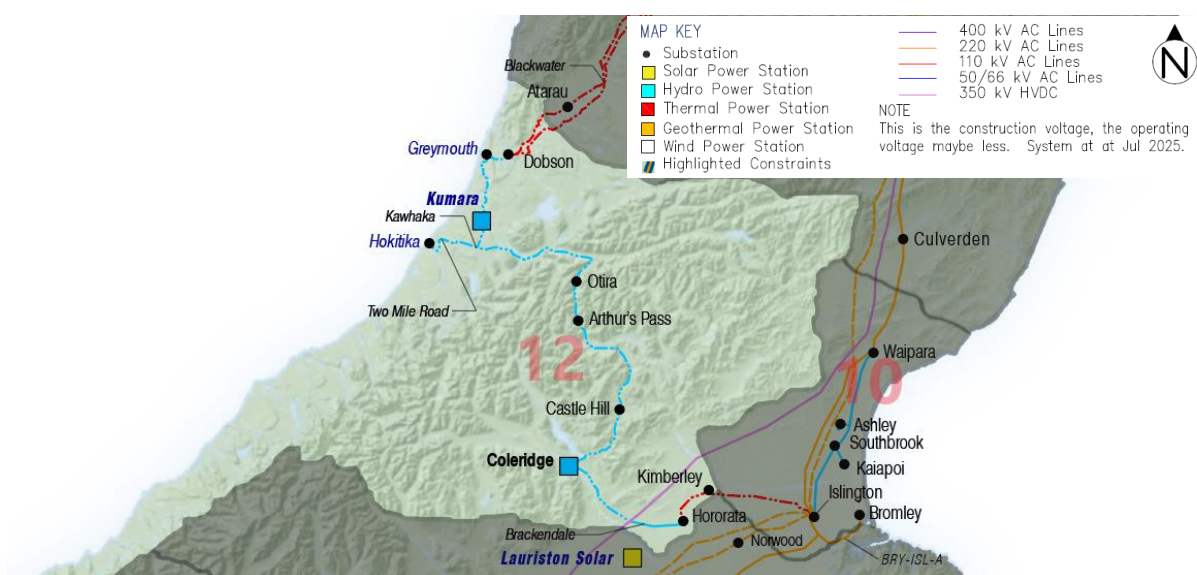 MAP KEY
Substation
Solar Power Station
Hydro Power Station
Thermal Power Station
Geothermal Power Station
Wind Power Station
Highlighted Constraints
400 kV AC Lines
220 kV AC Lines
110 kV AC Lines
50/66 kV AC Lines
350 kV HVDC
NOTE
This is the construction voltage, the operating
voltage maybe less. System at at Jul 2025.
N
Blackwater
Atarau
Greymouth
Dobson
Kumara
Kawhaka
Hokitika
Culverden
Otira
Two Mile Road
Arthur's Pass
12
Waipara
10
Castle Hill
Ashley
Southbrook
Coleridge
Kaiapoi
Kimberley
Islington
Hororata
Bromley
Brackendale
Norwood
Lauriston Solar
BRY-ISL-A